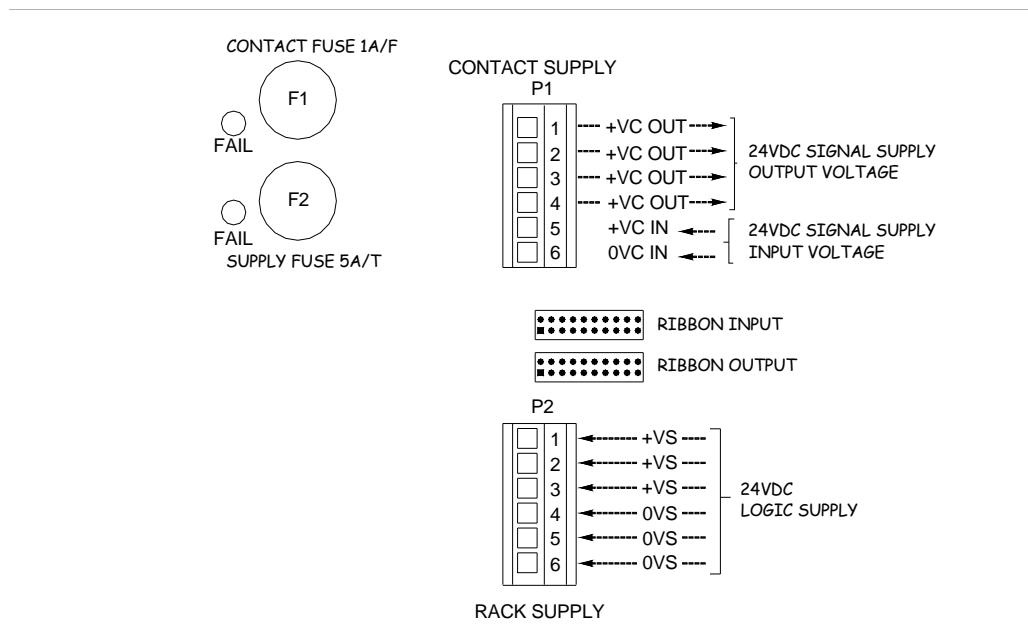 CONTACT FUSE 1A/F
F1
FAIL
F2
FAIL
SUPPLY FUSE 5A/T
CONTACT SUPPLY
P1
1 +VC OUT
2 +VC OUT
3 +VC OUT
4 +VC OUT
24VDC SIGNAL SUPPLY
OUTPUT VOLTAGE
5 +VC IN
6 0VC IN
24VDC SIGNAL SUPPLY
INPUT VOLTAGE
RIBBON INPUT
RIBBON OUTPUT
P2
1 +VS
2 +VS
3 +VS
4 0VS
5 0VS
6 0VS
24VDC
LOGIC SUPPLY
RACK SUPPLY